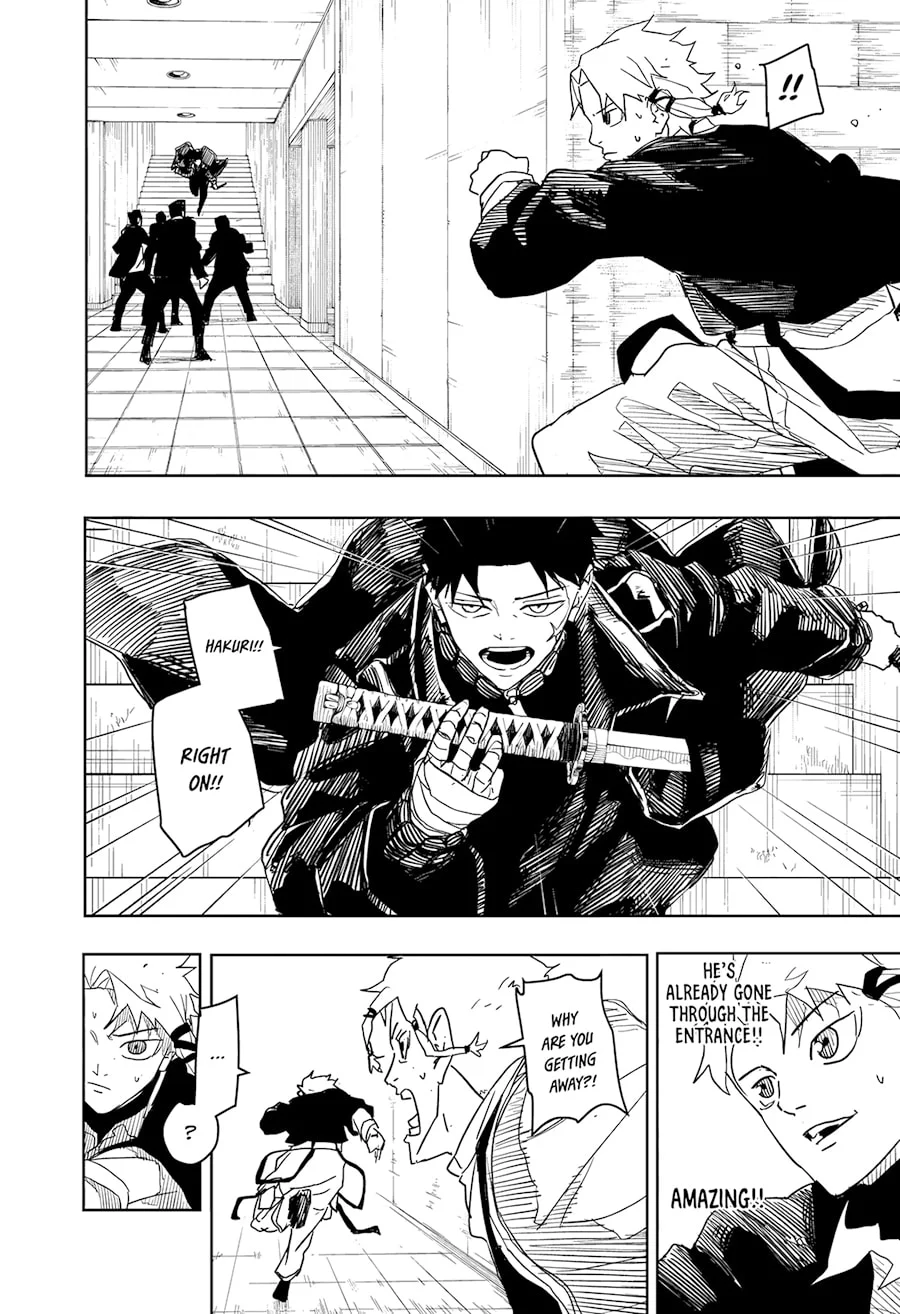 !!
HAKURI!!
RIGHT
ON!!
HE'S
ALREADY GONE
THROUGH THE
ENTRANCE!!
AMAZING!!
WHY
ARE YOU
GETTING
AWAY?!
...
?